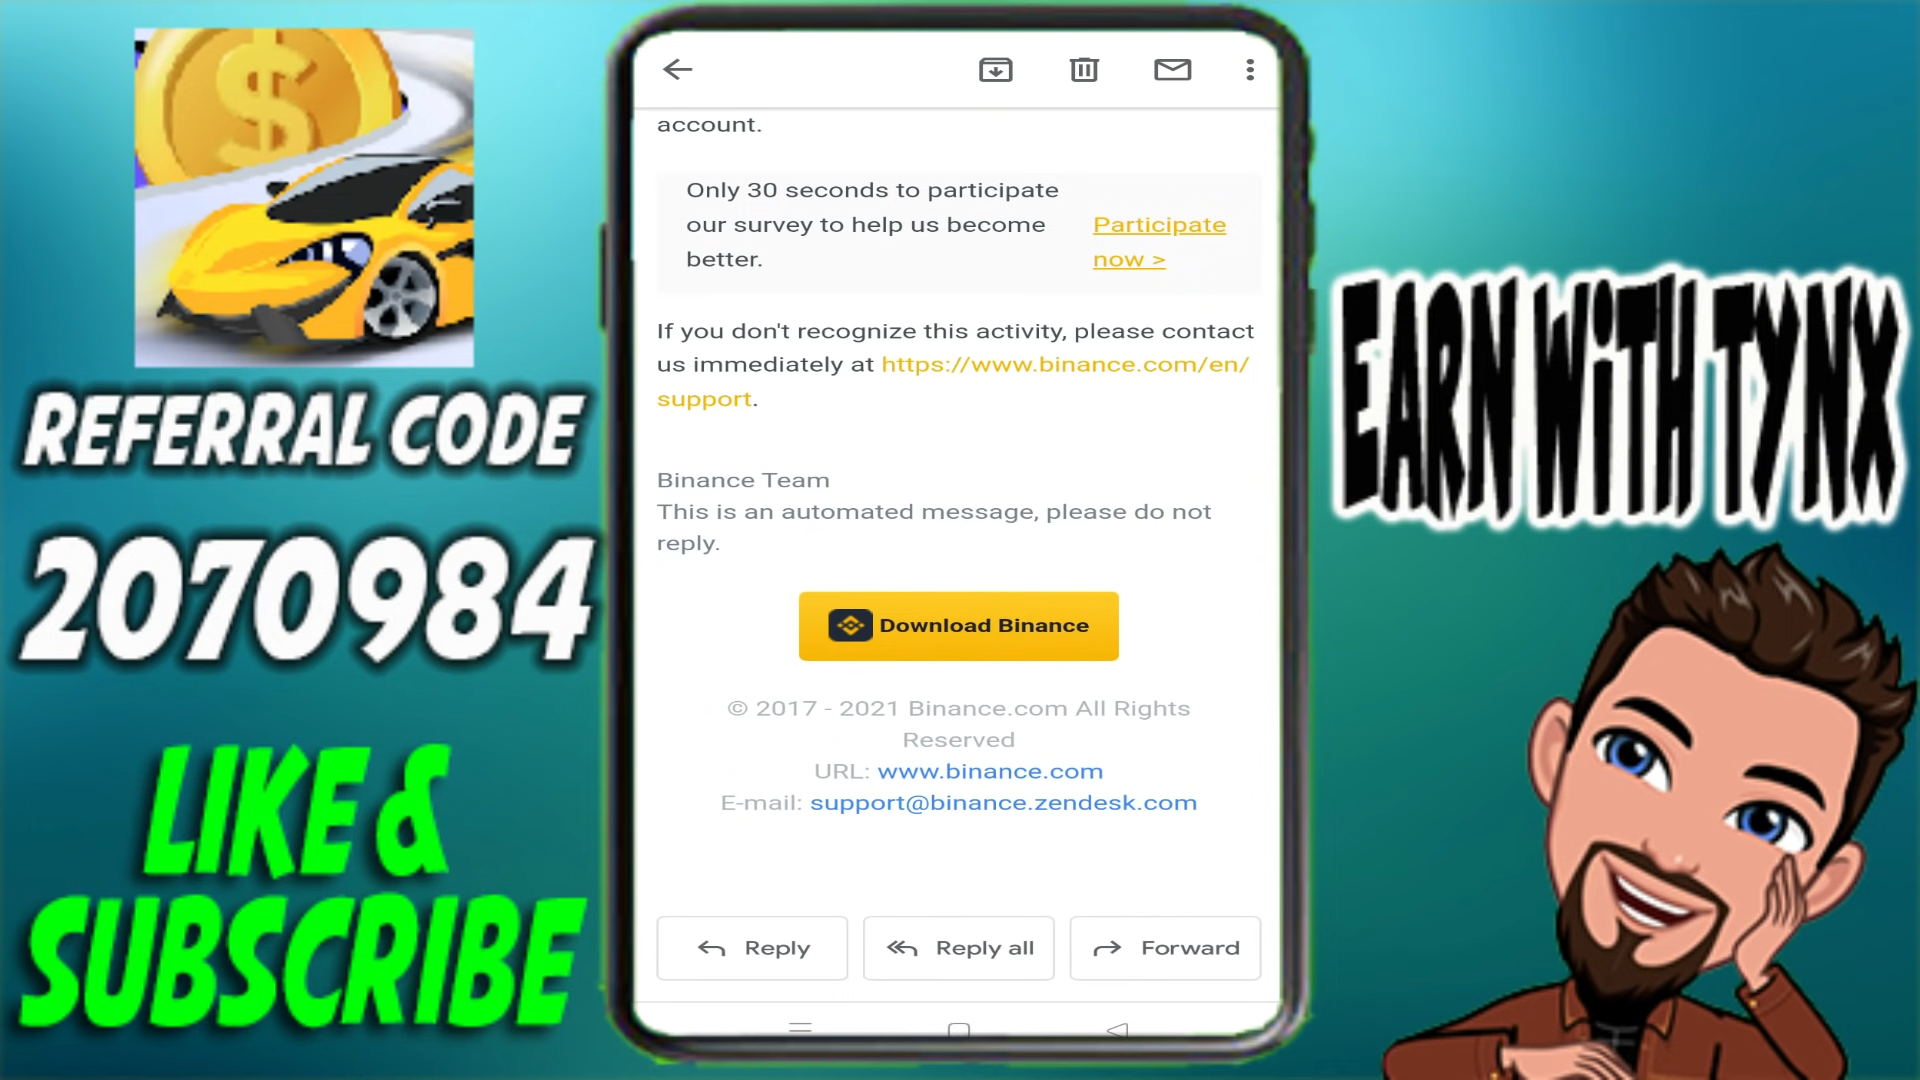 REFERRAL CODE
2070984
LIKE &
SUBSCRIBE
account.
Only 30 seconds to participate
our survey to help us become
better.
Participate
now >
If you don't recognize this activity, please contact
us immediately at https://www.binance.com/en/
support.
Binance Team
This is an automated message, please do not
reply.
Download Binance
© 2017 - 2021 Binance.com All Rights
Reserved
URL: www.binance.com
E-mail: support@binance.zendesk.com
Reply
Reply all
Forward
EARN WiTH TYNX